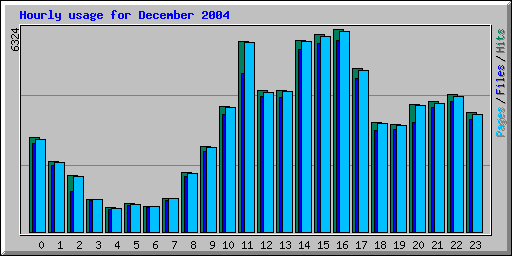 Hourly usage for December 2004
6324
Pages/Files/Hits
0 1 2 3 4 5 6 7 8 9 10 11 12 13 14 15 16 17 18 19 20 21 22 23